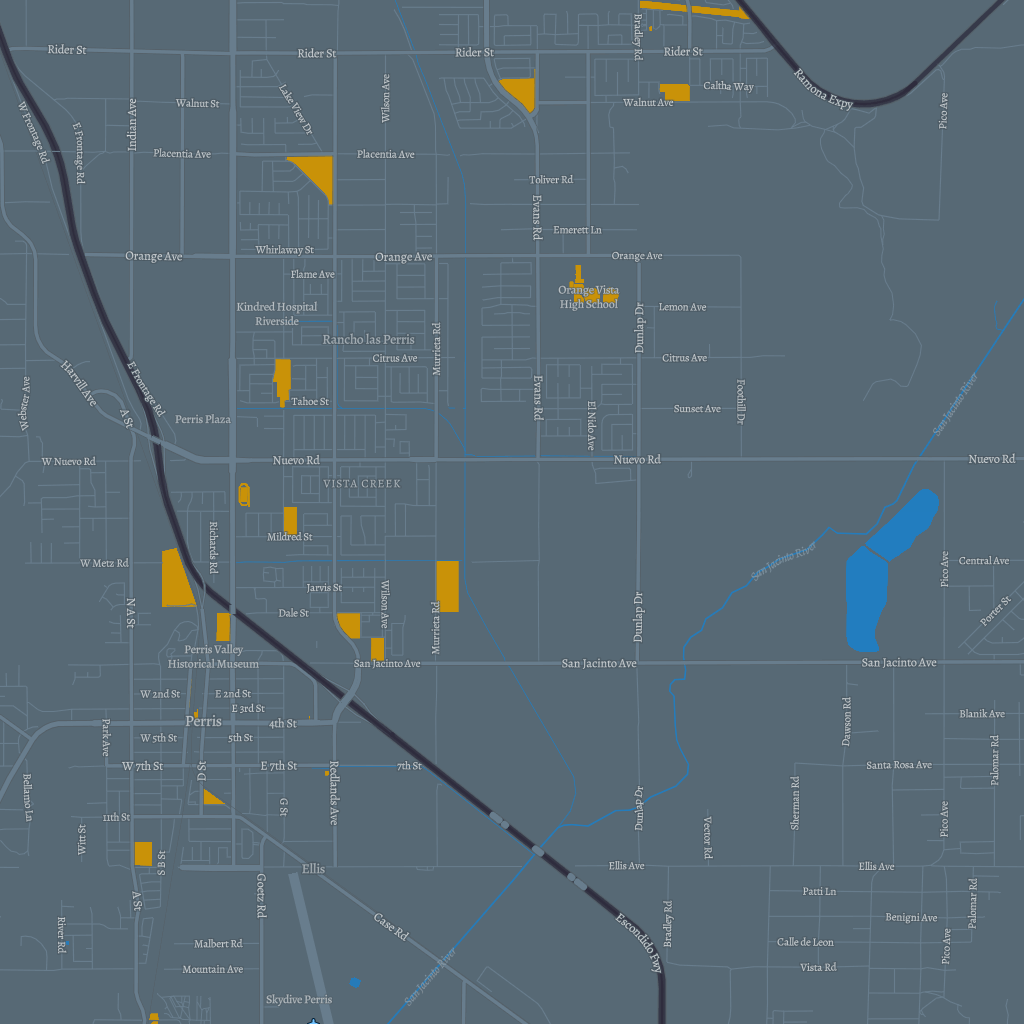 Bradley Rd
Rider St
Rider St
Rider St
Rider St
Ramona Expy
Caltha Way
Walnut Ave
Walnut St
Lake View Dr
Wilson Ave
Pico Ave
W Frontage Rd
E Frontage Rd
Indian Ave
Placentia Ave
Placentia Ave
Toliver Rd
Evans Rd
Emerett Ln
Whirlaway St
Orange Ave
Orange Ave
Orange Ave
Flame Ave
Orange Vista
High School
Kindred Hospital
Riverside
Lemon Ave
Dunlap Dr
Rancho las Perris
Murrieta Rd
Citrus Ave
Citrus Ave
Harvill Ave
E Frontage Rd
Webster Ave
A St
Tahoe St
Perris Plaza
Evans Rd
El Nido Ave
Sunset Ave
Foothill Dr
San Jacinto River
W Nuevo Rd
Nuevo Rd
Nuevo Rd
Nuevo Rd
VISTA CREEK
Richards Rd
Mildred St
W Metz Rd
San Jacinto River
Pico Ave
Central Ave
Jarvis St
Wilson Ave
Murrieta Rd
N A St
Dale St
Dunlap Dr
Porter St
Perris Valley
Historical Museum
San Jacinto Ave
San Jacinto Ave
San Jacinto Ave
W 2nd St
E 2nd St
E 3rd St
Perris
4th St
Park Ave
W 5th St
5th St
Dawson Rd
Blanik Ave
Palomar Rd
W 7th St
D St
E 7th St
7th St
Santa Rosa Ave
Bellamo Ln
G St
Redlands Ave
Dunlap Dr
Sherman Rd
11th St
Vector Rd
Pico Ave
Witt St
S B St
Ellis
Ellis Ave
Ellis Ave
A St
Goetz Rd
Patti Ln
Palomar Rd
Case Rd
Escondido Fwy
Bradley Rd
Benigni Ave
River Rd
Malbert Rd
Calle de Leon
Pico Ave
Mountain Ave
San Jacinto River
Vista Rd
Skydive Perris